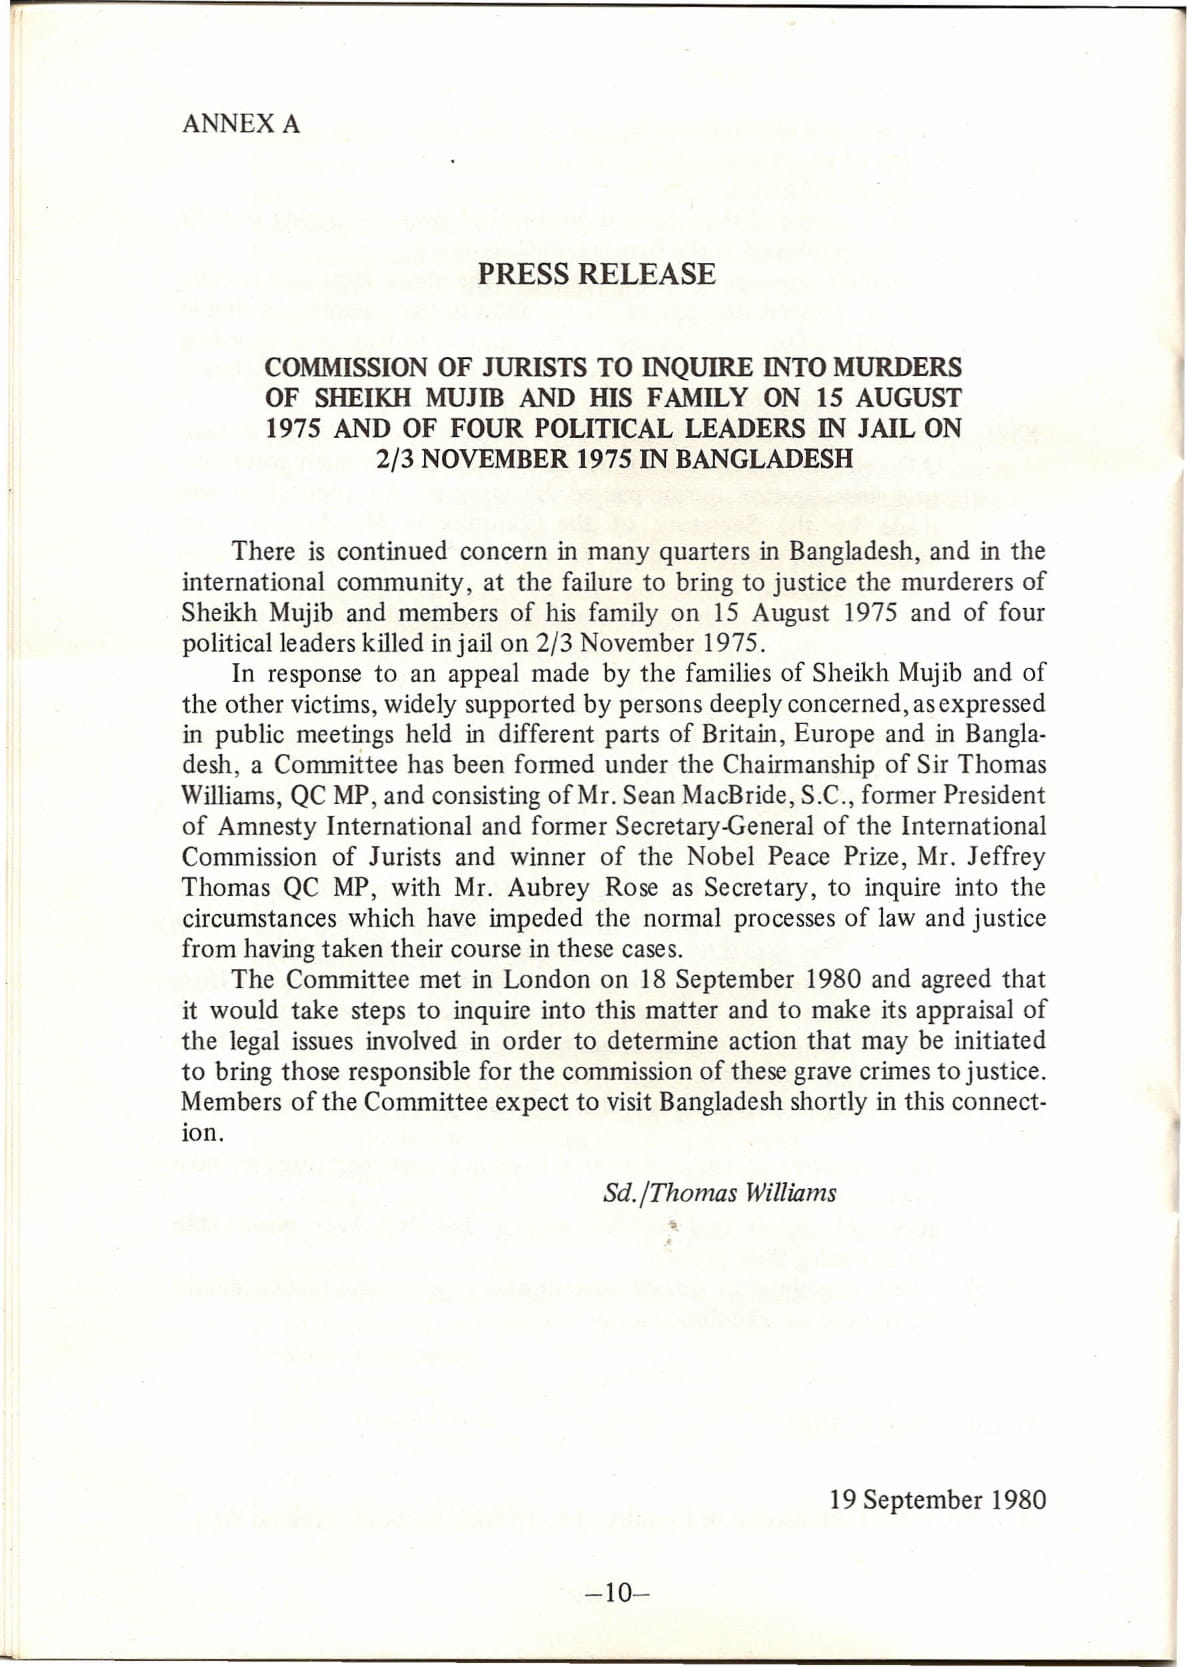 ANNEX A
PRESS RELEASE
COMMISSION OF JURISTS TO INQUIRE INTO MURDERS
OF SHEIKH MUJIB AND HIS FAMILY ON 15 AUGUST
1975 AND OF FOUR POLITICAL LEADERS IN JAIL ON
2/3 NOVEMBER 1975 IN BANGLADESH
There is continued concern in many quarters in Bangladesh, and in the
international community, at the failure to bring to justice the murderers of
Sheikh Mujib and members of his family on 15 August 1975 and of four
political leaders killed in jail on 2/3 November 1975.
In response to an appeal made by the families of Sheikh Mujib and of
the other victims, widely supported by persons deeply concerned, as expressed
in public meetings held in different parts of Britain, Europe and in Bangla-
desh, a Committee has been formed under the Chairmanship of Sir Thomas
Williams, QC MP, and consisting of Mr. Sean MacBride, S.C., former President
of Amnesty International and former Secretary-General of the International
Commission of Jurists and winner of the Nobel Peace Prize, Mr. Jeffrey
Thomas QC MP, with Mr. Aubrey Rose as Secretary, to inquire into the
circumstances which have impeded the normal processes of law and justice
from having taken their course in these cases.
The Committee met in London on 18 September 1980 and agreed that
it would take steps to inquire into this matter and to make its appraisal of
the legal issues involved in order to determine action that may be initiated
to bring those responsible for the commission of these grave crimes to justice.
Members of the Committee expect to visit Bangladesh shortly in this connect-
ion.
Sd./Thomas Williams
19 September 1980
–10–